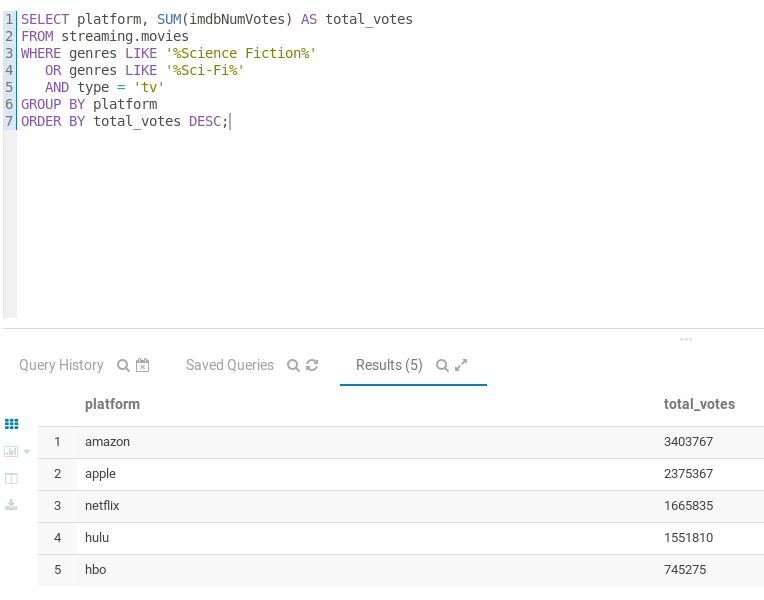 1 SELECT platform, SUM(imdbNumVotes) AS total_votes
2 FROM streaming.movies
3 WHERE genres LIKE '%Science Fiction%'
4    OR genres LIKE '%Sci-Fi%'
5    AND type = 'tv'
6 GROUP BY platform
7 ORDER BY total_votes DESC;
Query History Saved Queries Results (5)
platform total_votes
1 amazon 3403767
2 apple 2375367
3 netflix 1665835
4 hulu 1551810
5 hbo 745275